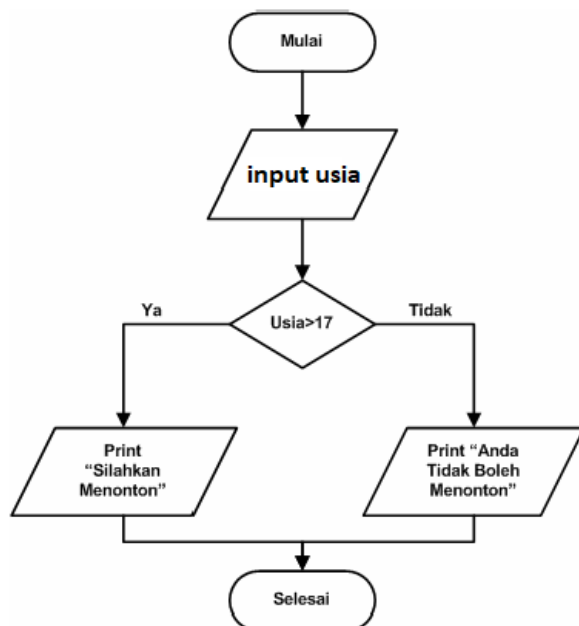 Mulai
input usia
Usia>17
Ya
Tidak
Print
“Silahkan
Menonton”
Print “Anda
Tidak Boleh
Menonton”
Selesai